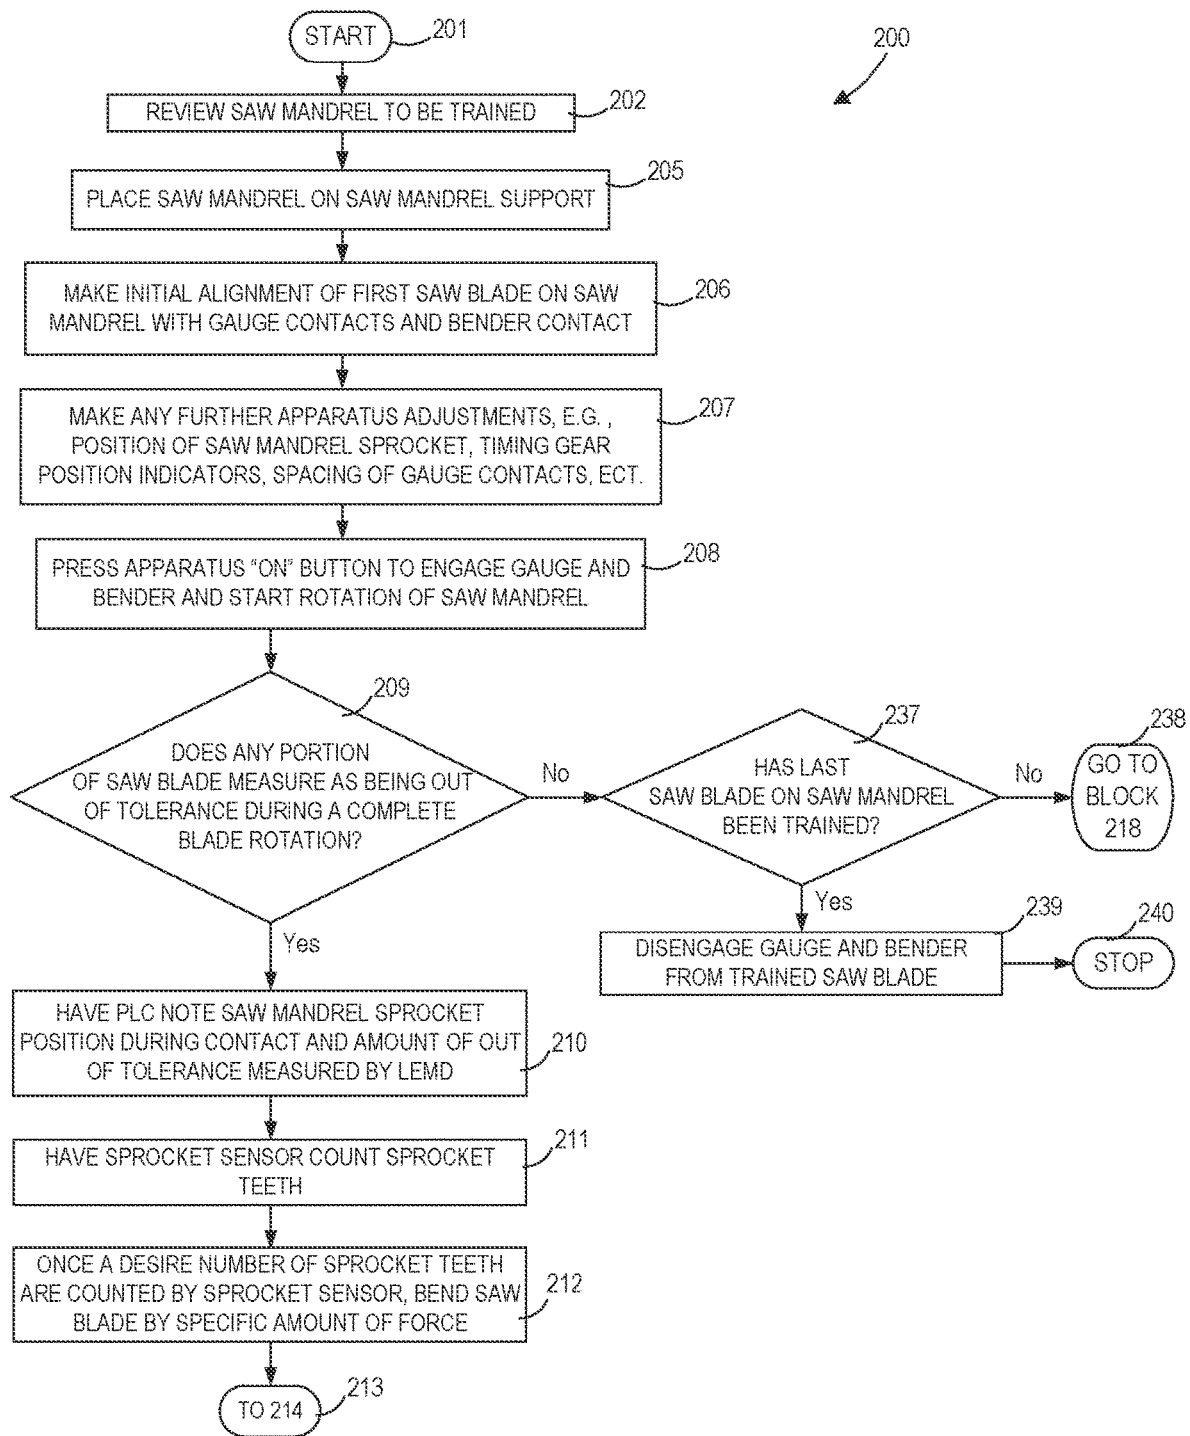 START
201
200
REVIEW SAW MANDREL TO BE TRAINED
202
PLACE SAW MANDREL ON SAW MANDREL SUPPORT
205
MAKE INITIAL ALIGNMENT OF FIRST SAW BLADE ON SAW
MANDREL WITH GAUGE CONTACTS AND BENDER CONTACT
206
MAKE ANY FURTHER APPARATUS ADJUSTMENTS, E.G. ,
POSITION OF SAW MANDREL SPROCKET, TIMING GEAR
POSITION INDICATORS, SPACING OF GAUGE CONTACTS, ECT.
207
PRESS APPARATUS "ON" BUTTON TO ENGAGE GAUGE AND
BENDER AND START ROTATION OF SAW MANDREL
208
209
DOES ANY PORTION
OF SAW BLADE MEASURE AS BEING OUT
OF TOLERANCE DURING A COMPLETE
BLADE ROTATION?
No
237
HAS LAST
SAW BLADE ON SAW MANDREL
BEEN TRAINED?
No
238
GO TO
BLOCK
218
Yes
239
DISENGAGE GAUGE AND BENDER
FROM TRAINED SAW BLADE
240
STOP
Yes
HAVE PLC NOTE SAW MANDREL SPROCKET
POSITION DURING CONTACT AND AMOUNT OF OUT
OF TOLERANCE MEASURED BY LEMD
210
HAVE SPROCKET SENSOR COUNT SPROCKET
TEETH
211
ONCE A DESIRE NUMBER OF SPROCKET TEETH
ARE COUNTED BY SPROCKET SENSOR, BEND SAW
BLADE BY SPECIFIC AMOUNT OF FORCE
212
TO 214
213